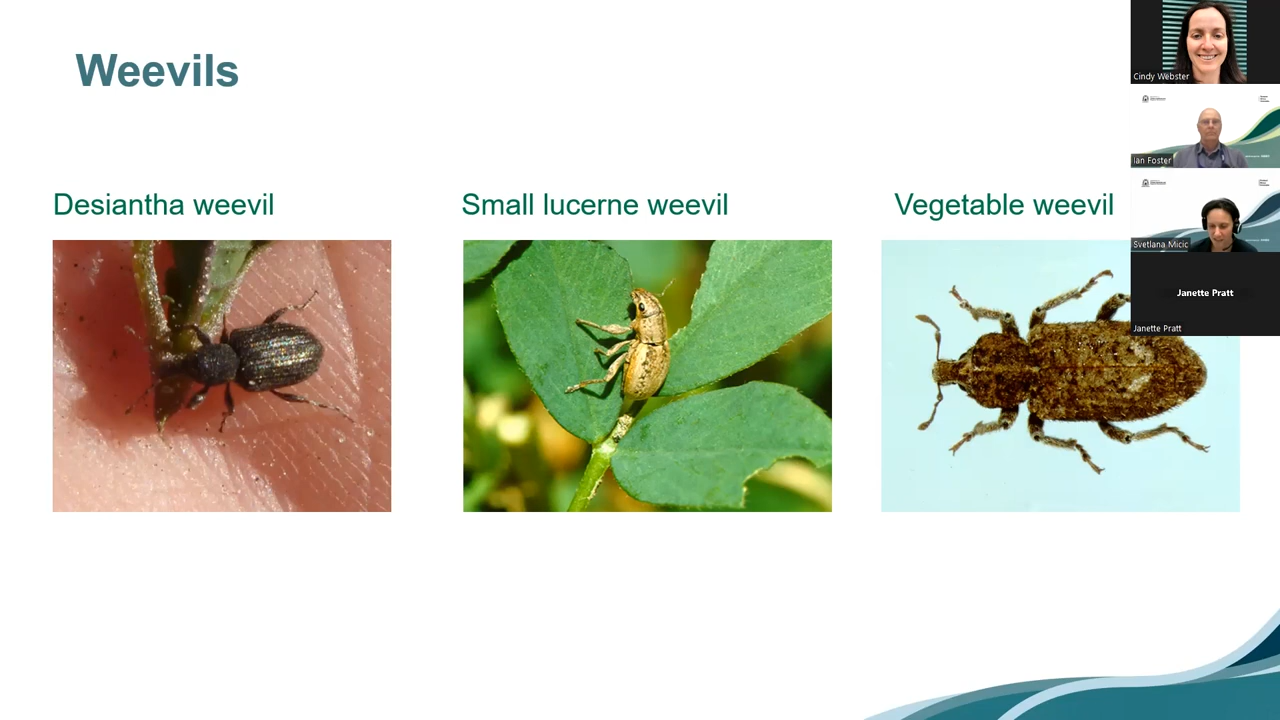 Weevils
Desiantha weevil
Small lucerne weevil
Vegetable weevil
Cindy Webster
Ian Foster
Svetlana Micic
Janette Pratt
Janette Pratt